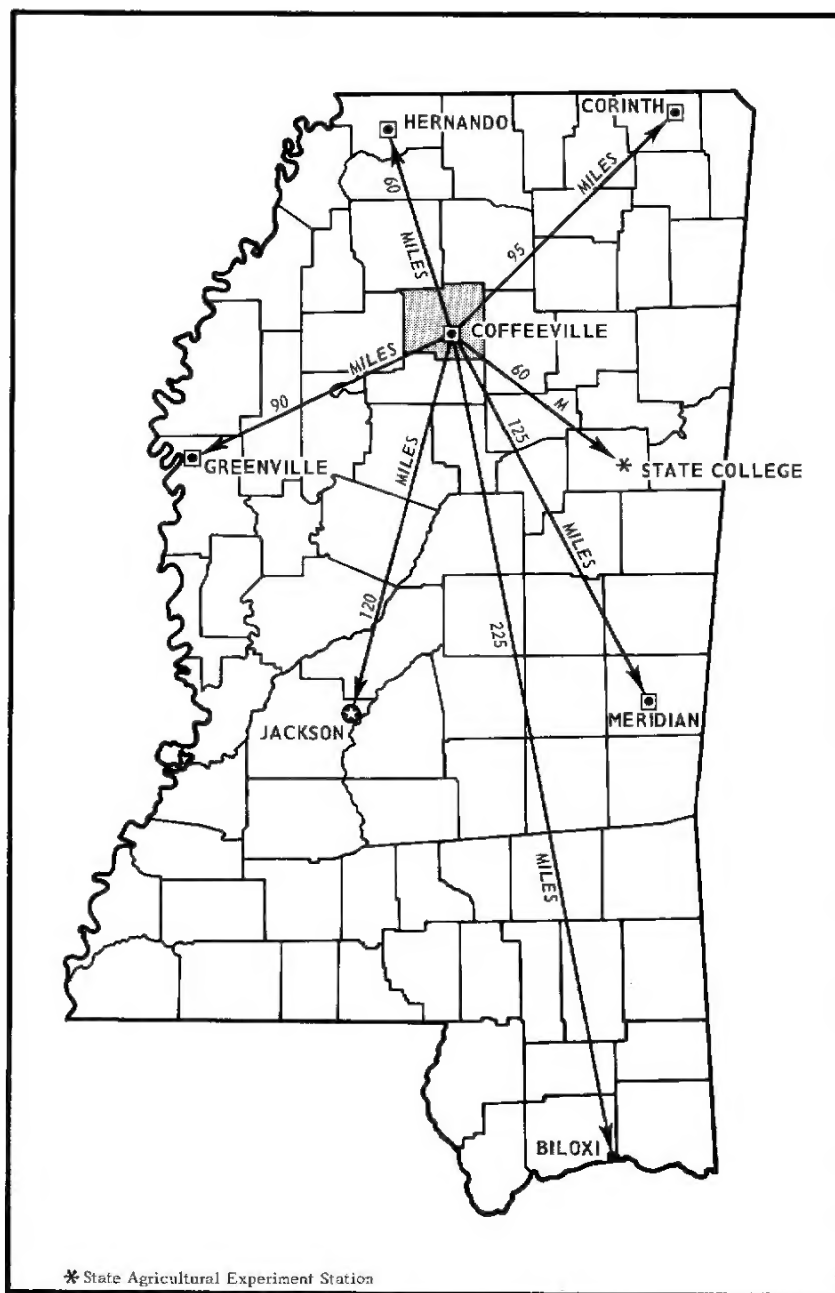 HERNANDO
CORINTH
60 MILES
95 MILES
COFFEEVILLE
90 MILES
60 M
GREENVILLE
STATE COLLEGE
125 MILES
120 MILES
225 MILES
JACKSON
MERIDIAN
BILOXI
* State Agricultural Experiment Station